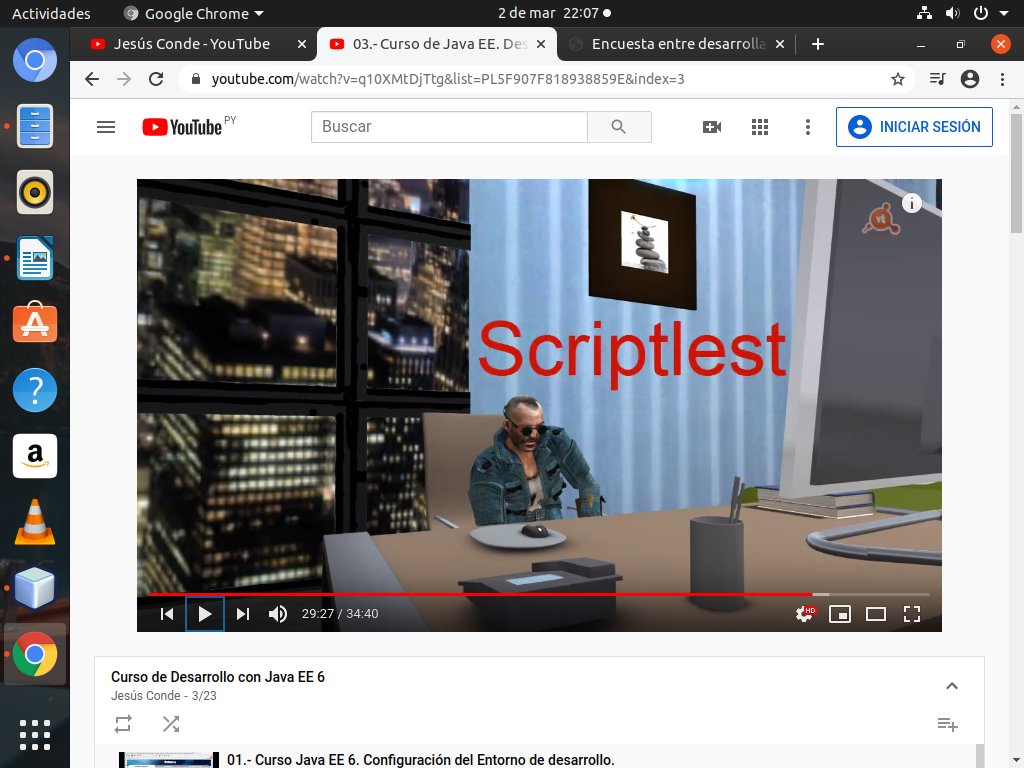 Actividades
Google Chrome
2 de mar 22:07
Jesús Conde - YouTube
03.- Curso de Java EE. Des
Encuesta entre desarrolla
youtube.com/watch?v=q10XMtDjTtg&list=PL5F907F818938859E&index=3
YouTube PY
Buscar
INICIAR SESIÓN
vt
i
Scriptlest
?
a
29:27 / 34:40
HD
Curso de Desarrollo con Java EE 6
Jesús Conde - 3/23
01.- Curso Java EE 6. Configuración del Entorno de desarrollo.